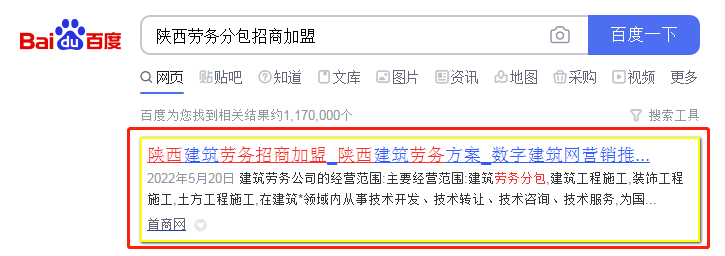 Bai du 百度
陕西劳务分包招商加盟
百度一下
网页 贴吧 知道 文库 图片 资讯 地图 采购 视频 更多
百度为您找到相关结果约1,170,000个 搜索工具
陕西建筑劳务招商加盟_陕西建筑劳务方案_数字建筑网营销推...
2022年5月20日 建筑劳务公司的经营范围:主要经营范围:建筑劳务分包,建筑工程施工,装饰工程
施工,土方工程施工,在建筑*领域内从事技术开发、技术转让、技术咨询、技术服务,为国...
首商网